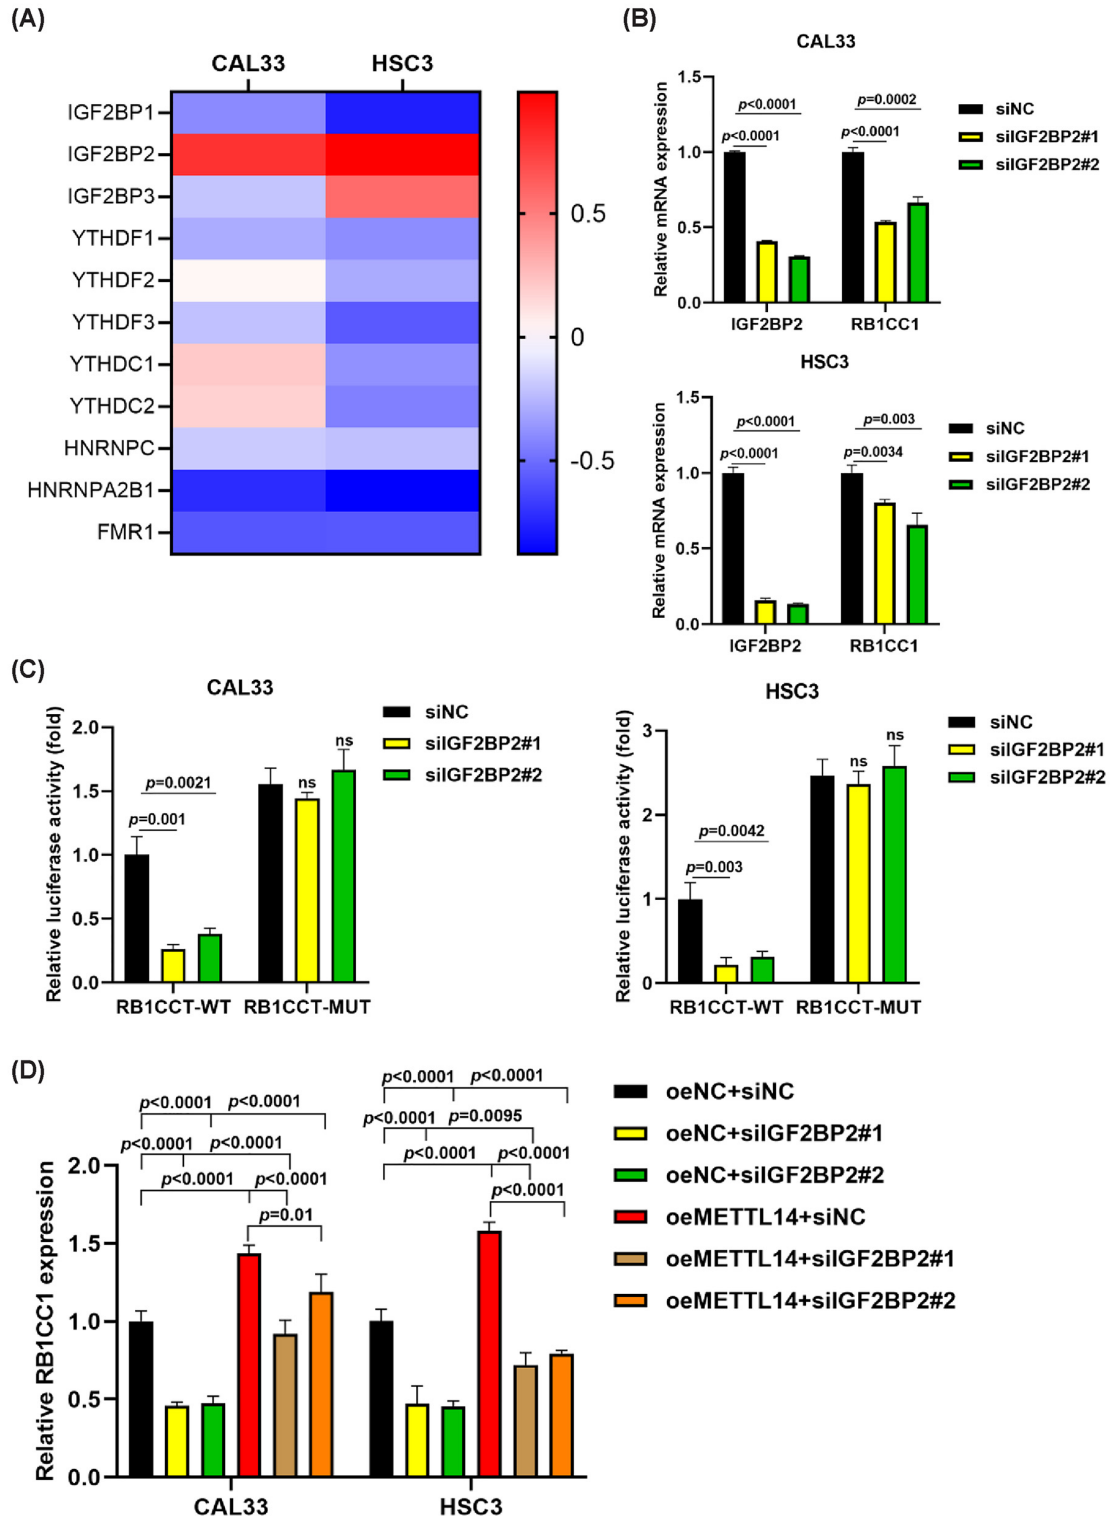 (A)
CAL33 HSC3
IGF2BP1
IGF2BP2
IGF2BP3
YTHDF1
YTHDF2
YTHDF3
YTHDC1
YTHDC2
HNRNPC
HNRNPA2B1
FMR1
0.5
0
-0.5
(B)
CAL33
Relative mRNA expression
1.5
1.0
0.5
0.0
p<0.0001
p<0.0001
p=0.0002
p<0.0001
IGF2BP2 RB1CC1
siNC
siIGF2BP2#1
siIGF2BP2#2
HSC3
Relative mRNA expression
1.5
1.0
0.5
0.0
p<0.0001
p<0.0001
p=0.003
p=0.0034
IGF2BP2 RB1CC1
siNC
siIGF2BP2#1
siIGF2BP2#2
(C)
CAL33
Relative luciferase activity (fold)
2.0
1.5
1.0
0.5
0.0
p=0.0021
p=0.001
ns
ns
RB1CCT-WT RB1CCT-MUT
siNC
siIGF2BP2#1
siIGF2BP2#2
HSC3
Relative luciferase activity (fold)
3
2
1
0
p=0.0042
p=0.003
ns
ns
RB1CCT-WT RB1CCT-MUT
siNC
siIGF2BP2#1
siIGF2BP2#2
(D)
Relative RB1CC1 expression
2.0
1.5
1.0
0.5
0.0
p<0.0001 p<0.0001
p<0.0001 p<0.0001
p<0.0001 p<0.0001
p=0.01
p<0.0001 p<0.0001
p<0.0001 p=0.0095
p<0.0001 p<0.0001
p<0.0001
CAL33 HSC3
oeNC+siNC
oeNC+siIGF2BP2#1
oeNC+siIGF2BP2#2
oeMETTL14+siNC
oeMETTL14+siIGF2BP2#1
oeMETTL14+siIGF2BP2#2